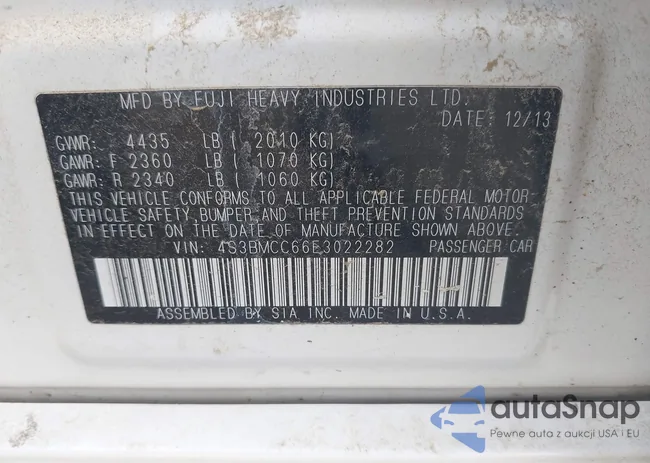 MFD BY FUJI HEAVY INDUSTRIES LTD.
DATE: 12/13
GVWR: 4435 LB ( 2010 KG)
GAWR: F 2360 LB ( 1070 KG)
GAWR: R 2340 LB 1060 KG)
THIS VEHICLE CONFORMS TO ALL APPLICABLE FEDERAL MOTOR
VEHICLE SAFETY, BUMPER, AND THEFT PREVENTION STANDARDS
IN EFFECT ON THE DATE OF MANUFACTURE SHOWN ABOVE.
VIN: 4S3BMCC66E3022282 PASSENGER CAR
ASSEMBLED BY SIA INC. MADE IN U.S.A.
autoSnap
Pewne auta z aukcji USA i EU